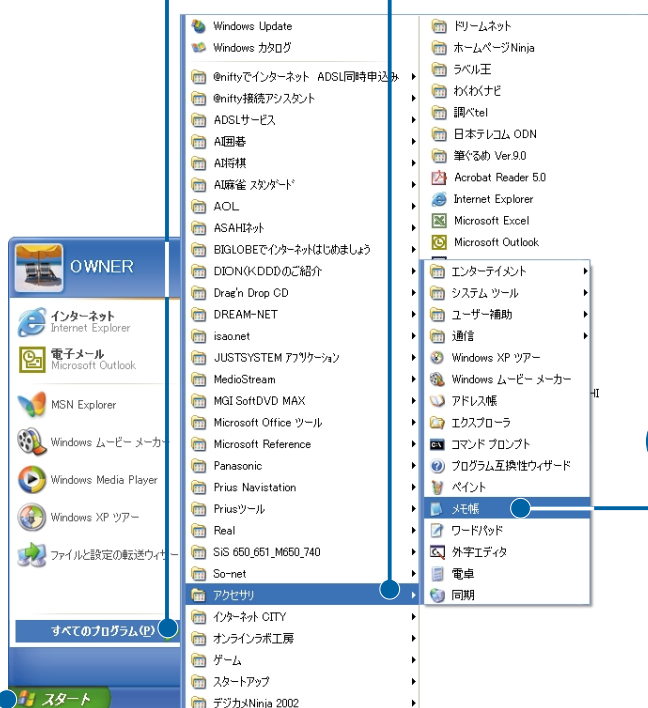 OWNER
インターネット
Internet Explorer
電子メール
Microsoft Outlook
MSN Explorer
Windows ムービー メーカー
Windows Media Player
Windows XP ツアー
ファイルと設定の転送ウィザー
すべてのプログラム(P)
スタート
Windows Update
Windows カタログ
@niftyでインターネット ADSL同時申込み
@nifty接続アシスタント
ADSLサービス
AI囲碁
AI将棋
AI麻雀 スタンダード
AOL
ASAHIネット
BIGLOBEでインターネットはじめましょう
DION(KDDI)のご紹介
Drag'n Drop CD
DREAM-NET
isao.net
JUSTSYSTEM アプリケーション
MedioStream
MGI SoftDVD MAX
Microsoft Office ツール
Microsoft Reference
Panasonic
Prius Navistation
Priusツール
Real
SiS 650_651_M650_740
So-net
アクセサリ
インターネット CITY
オンラインラボ工房
ゲーム
スタートアップ
デジカメNinja 2002
ドリームネット
ホームページNinja
ラベル王
わくわくナビ
調べtel
日本テレコム ODN
筆ぐるめ Ver.9.0
Acrobat Reader 5.0
Internet Explorer
Microsoft Excel
Microsoft Outlook
エンターテイメント
システム ツール
ユーザー補助
通信
Windows XP ツアー
Windows ムービー メーカー
アドレス帳
エクスプローラ
コマンド プロンプト
プログラム互換性ウィザード
ペイント
メモ帳
ワードパッド
外字エディタ
電卓
同期